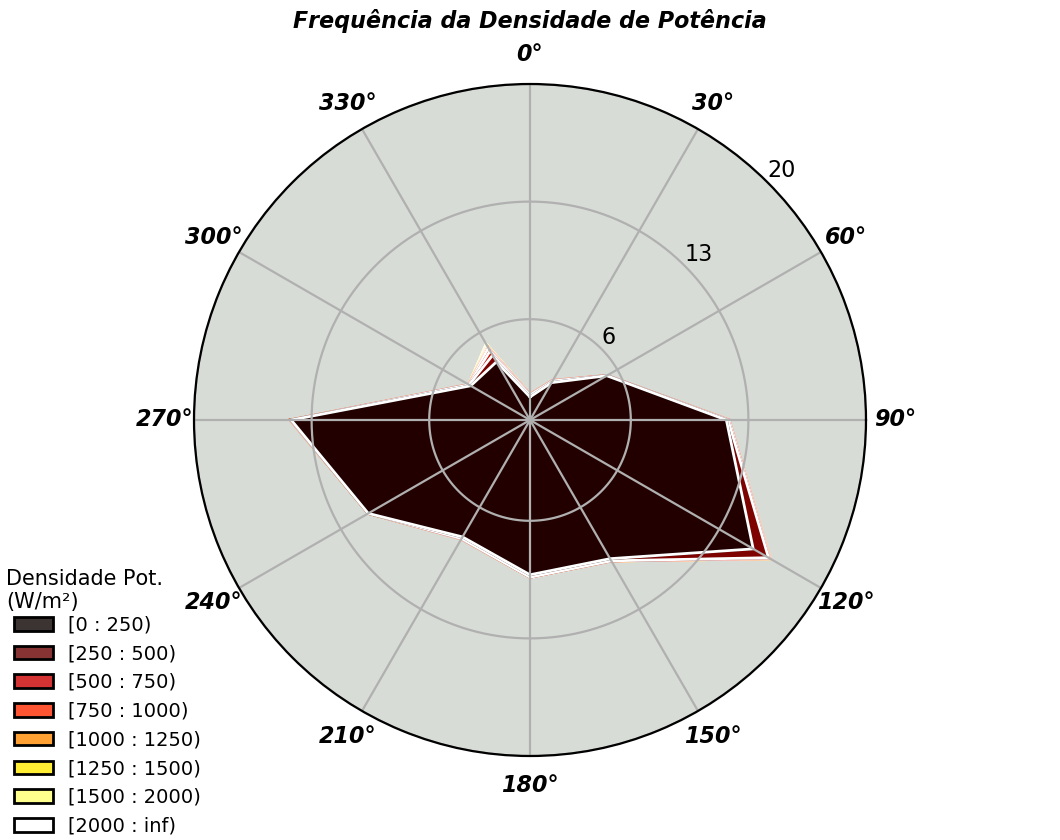 Frequência da Densidade de Potência
0°
330°
30°
20
300°
60°
13
6
270°
90°
Densidade Pot.
(W/m²)
240°
120°
[0 : 250)
[250 : 500)
[500 : 750)
[750 : 1000)
[1000 : 1250)
[1250 : 1500)
[1500 : 2000)
[2000 : inf)
210°
150°
180°